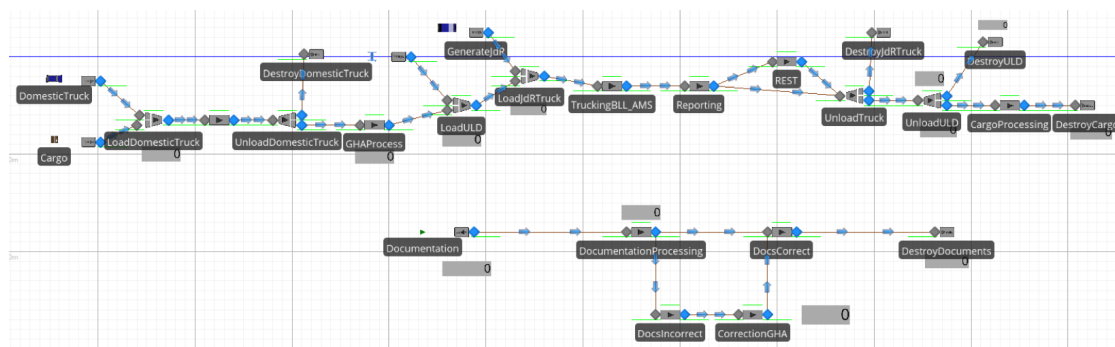 0
GenerateJdR
DestroyJdRTruck
DestroyULD
DestroyDomesticTruck
REST
0
DomesticTruck
LoadJdRTruck
TruckingBLL_AMS
Reporting
0
UnloadTruck
UnloadULD
CargoProcessing
DestroyCargo
0
0
LoadULD
0
LoadDomesticTruck
UnloadDomesticTruck
GHAProcess
Cargo
0
0
0
Documentation
DocumentationProcessing
DocsCorrect
DestroyDocuments
0
0
0
DocsIncorrect
CorrectionGHA